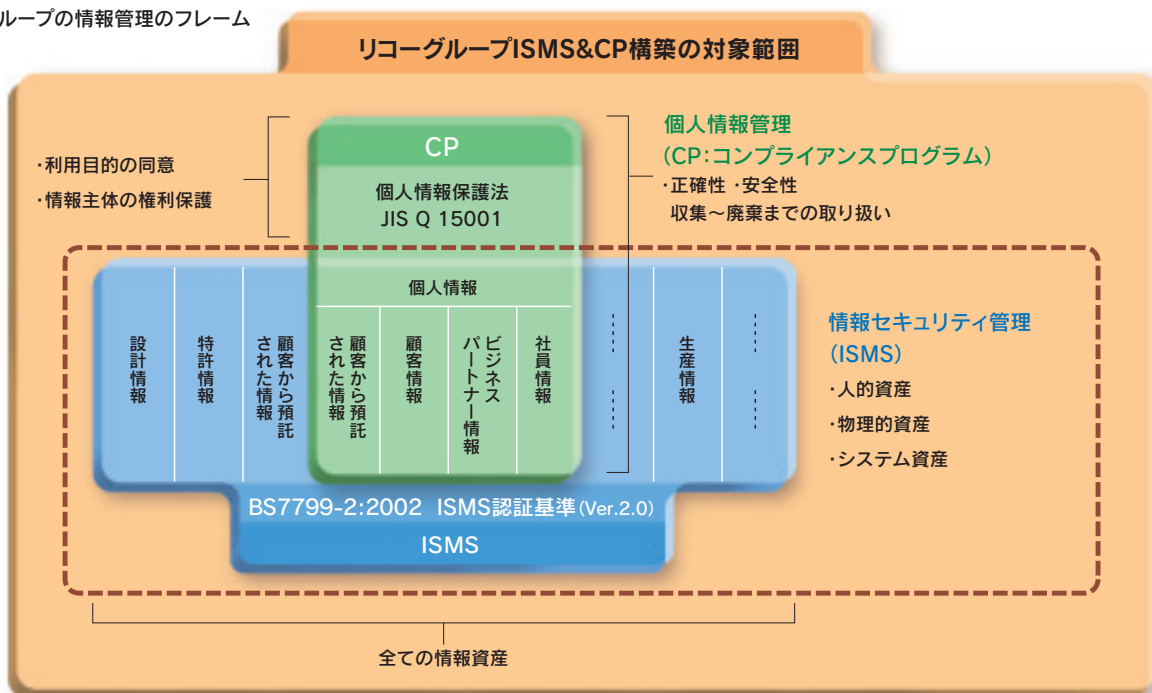 ループの情報管理のフレーム
リコーグループISMS&CP構築の対象範囲
・利用目的の同意
・情報主体の権利保護
CP
個人情報保護法
JIS Q 15001
個人情報管理
(CP:コンプライアンスプログラム)
・正確性 ・安全性
収集～廃棄までの取り扱い
個人情報
設計情報
特許情報
顧客から預託
された情報
顧客から預託
された情報
顧客情報
ビジネス
パートナー情報
社員情報
生産情報
情報セキュリティ管理
(ISMS)
・人的資産
・物理的資産
・システム資産
BS7799-2:2002 ISMS認証基準(Ver.2.0)
ISMS
全ての情報資産